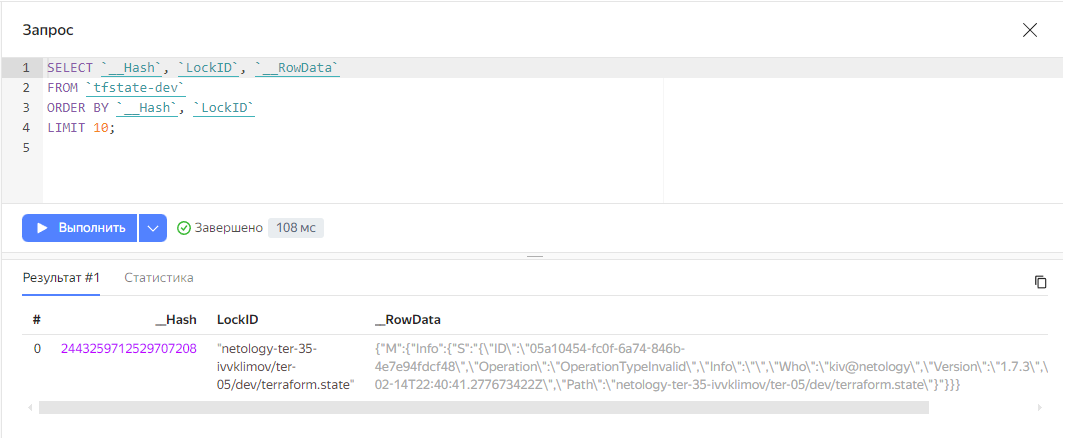 Запрос
1 SELECT `__Hash`, `LockID`, `__RowData`
2 FROM `tfstate-dev`
3 ORDER BY `__Hash`, `LockID`
4 LIMIT 10;
5
Выполнить Завершено 108 мс
Результат #1 Статистика
# __Hash LockID __RowData
0 2443259712529707208 "netology-ter-35-
ivvklimov/ter-
05/dev/terraform.state"
{"M":{"Info":{"S":"{\"ID\":\"05a10454-fc0f-6a74-846b-
4e7e94fdcf48\",\"Operation\":\"OperationTypeInvalid\",\"Info\":\"\",\"Who\":\"kiv@netology\",\"Version\":\"1.7.3\",\
02-14T22:40:41.277673422Z\",\"Path\":\"netology-ter-35-ivvklimov/ter-05/dev/terraform.state\"}"}}}